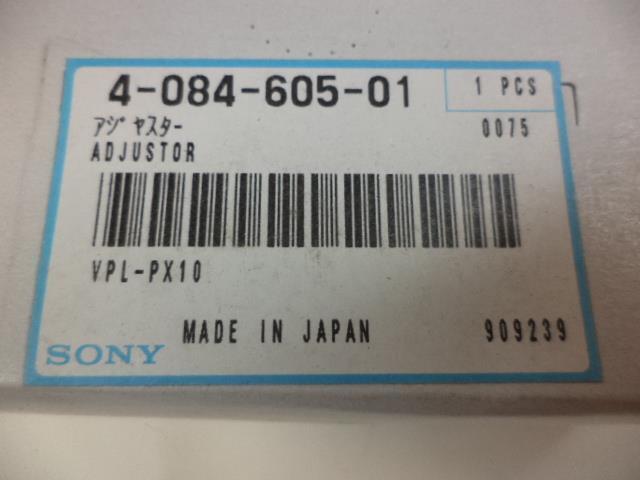 4-084-605-01 1 PCS
ｱｼﾞｬｽﾀｰ 0075
ADJUSTOR
VPL-PX10
MADE IN JAPAN 909239
SONY